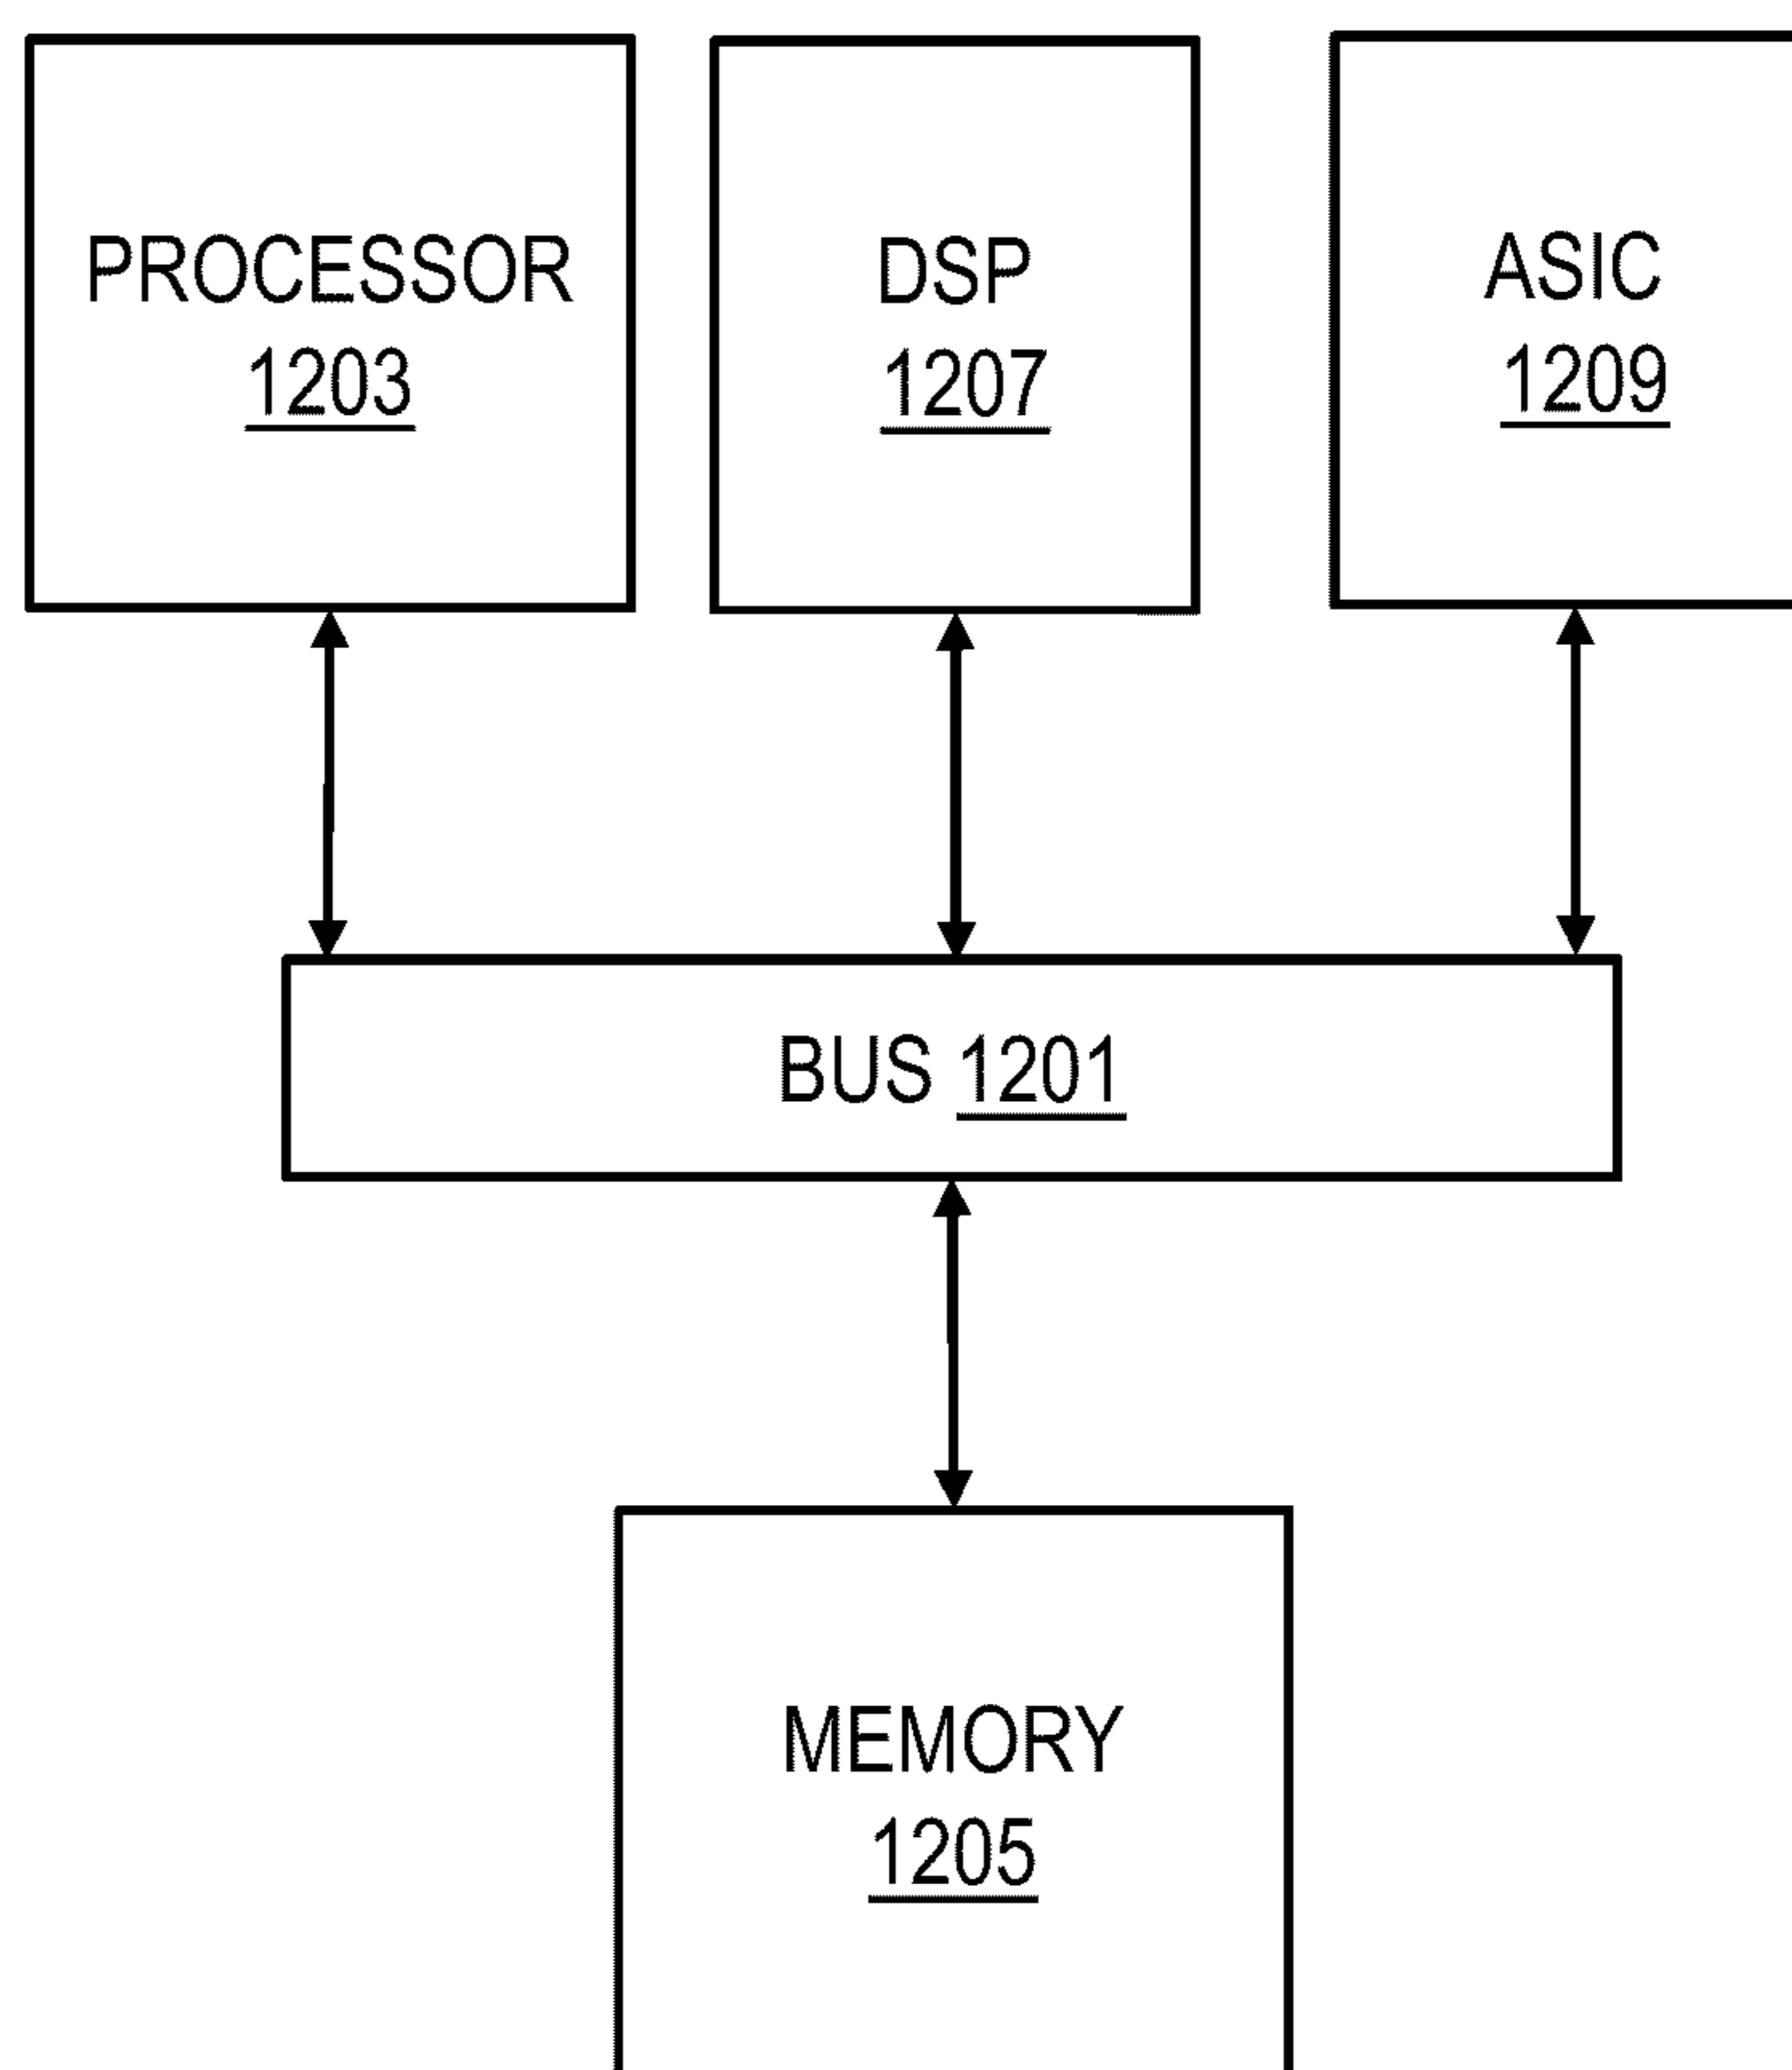 PROCESSOR
1203
DSP
1207
ASIC
1209
BUS 1201
MEMORY
1205